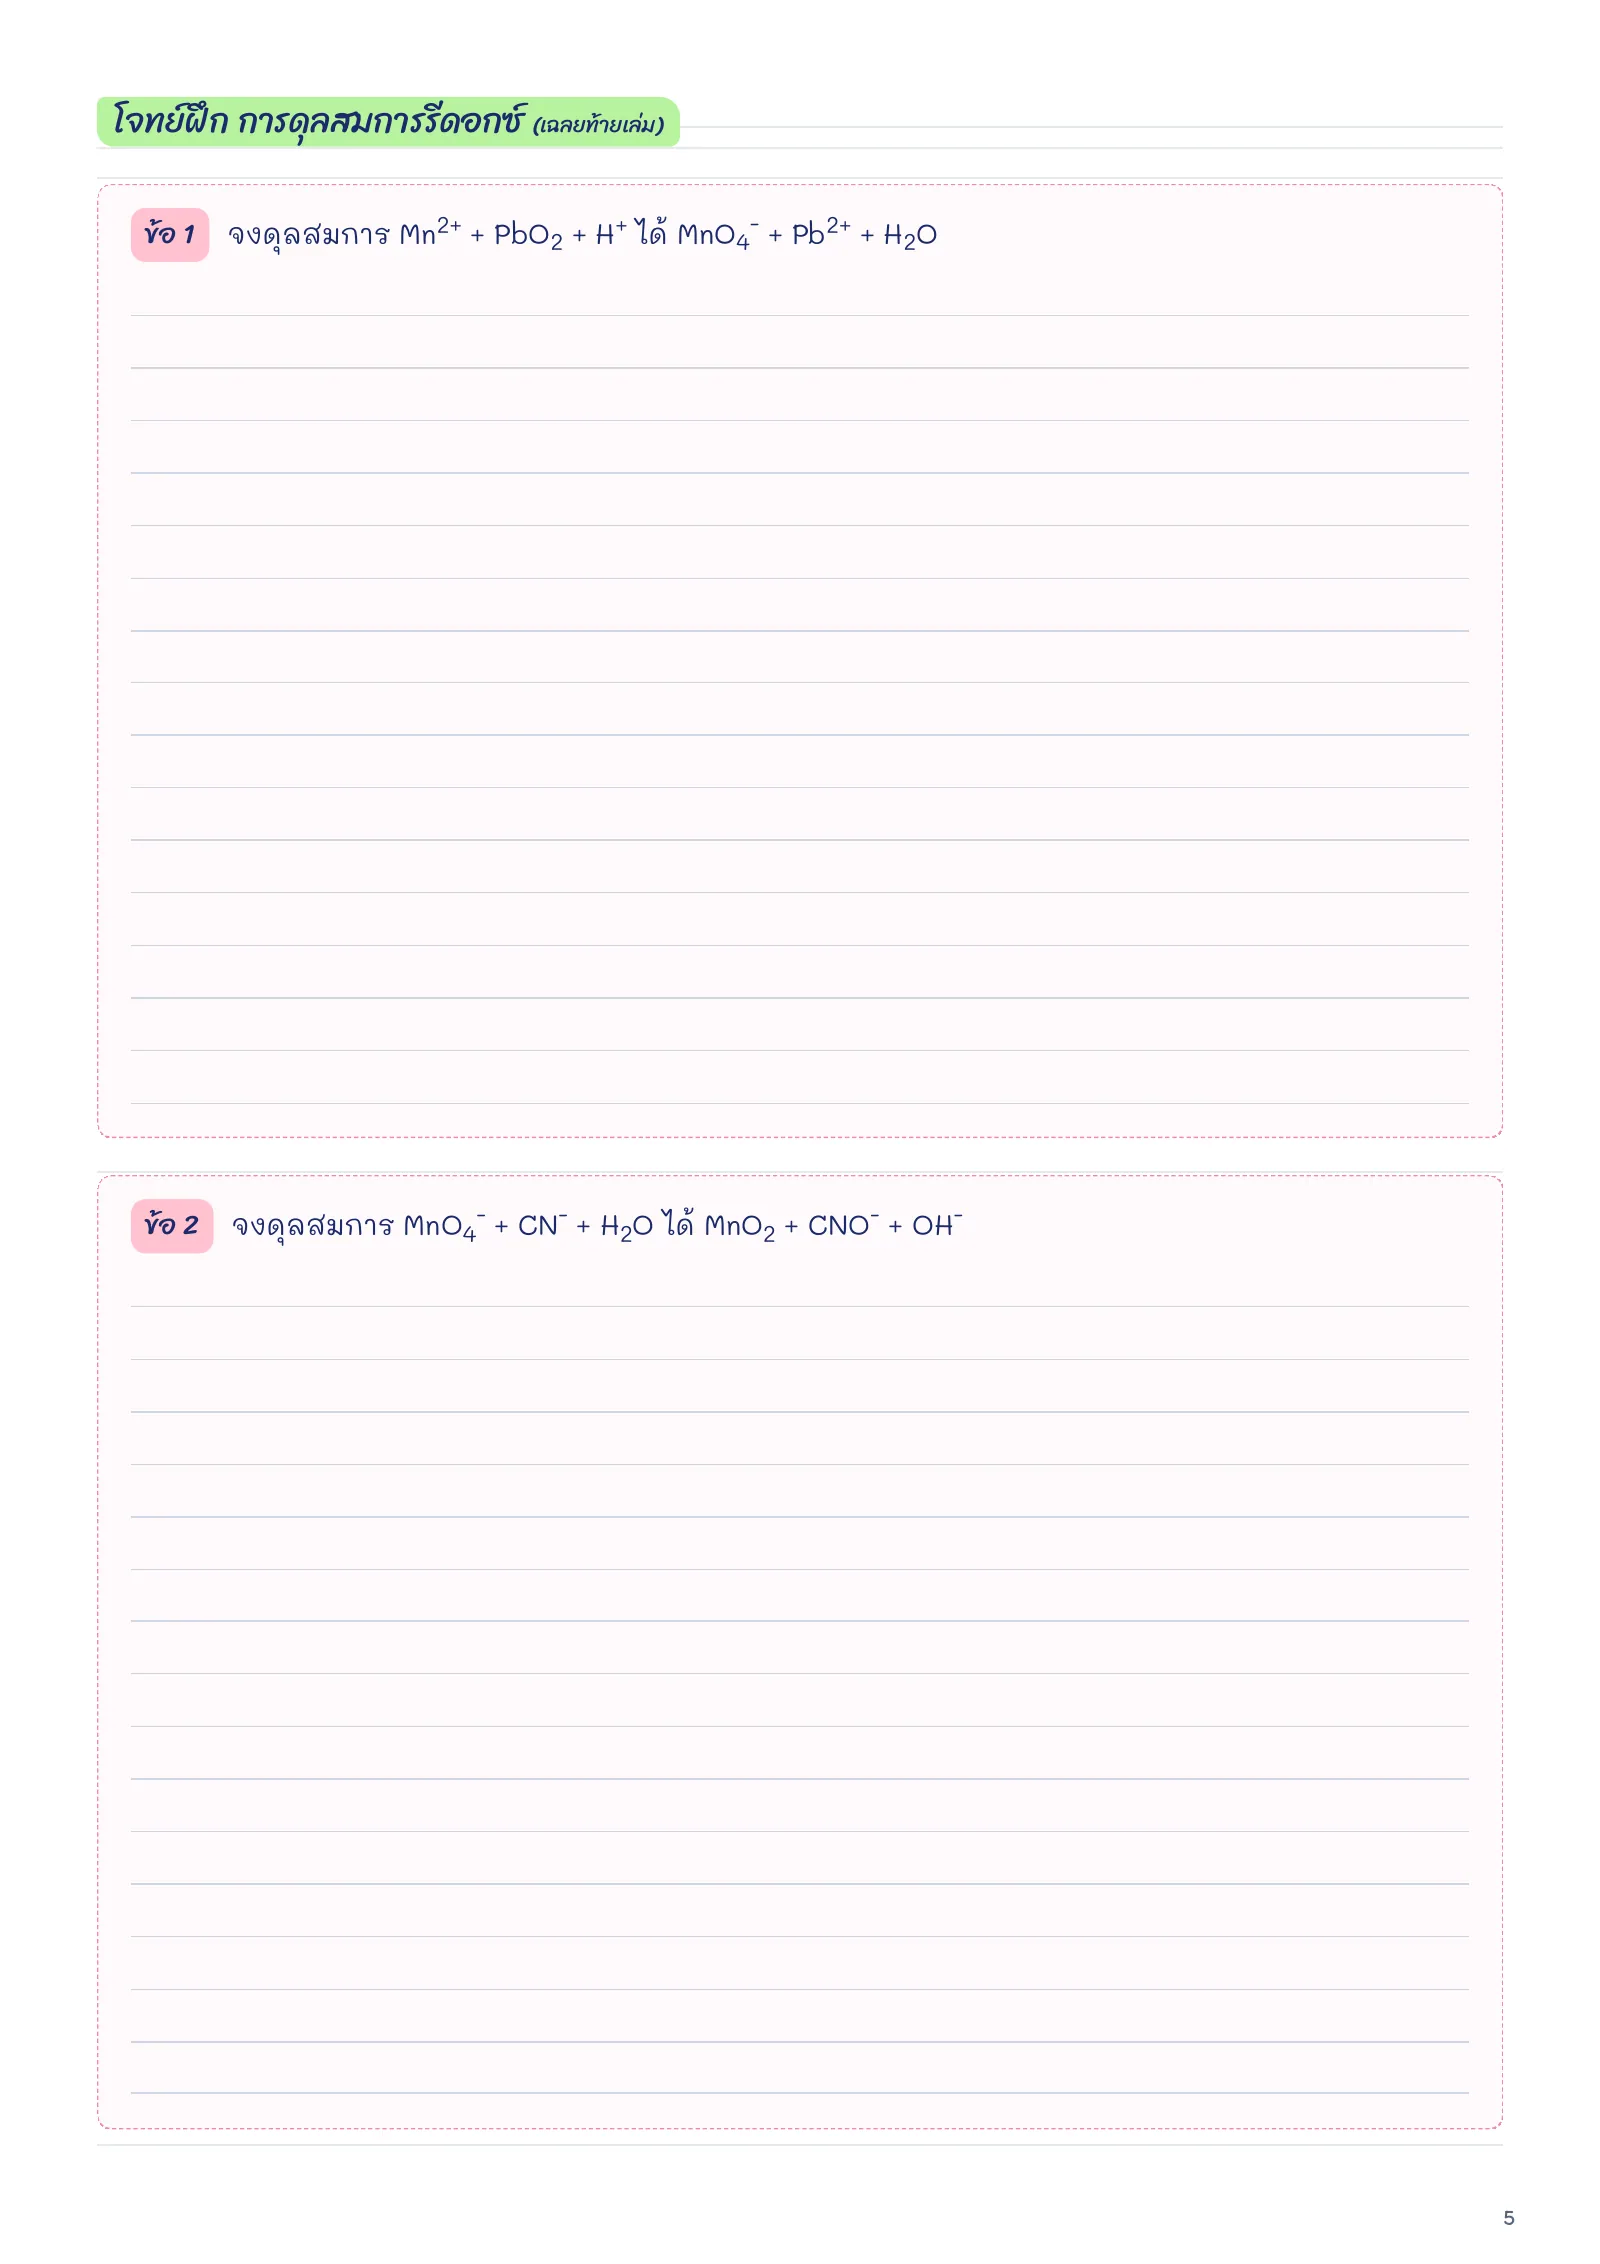 โจทย์ฝึก การดุลสมการรีดอกซ์ (เฉลยท้ายเล่ม)
ข้อ 1 จงดุลสมการ Mn²⁺ + PbO₂ + H⁺ ได้ MnO₄⁻ + Pb²⁺ + H₂O
ข้อ 2 จงดุลสมการ MnO₄⁻ + CN⁻ + H₂O ได้ MnO₂ + CNO⁻ + OH⁻
5